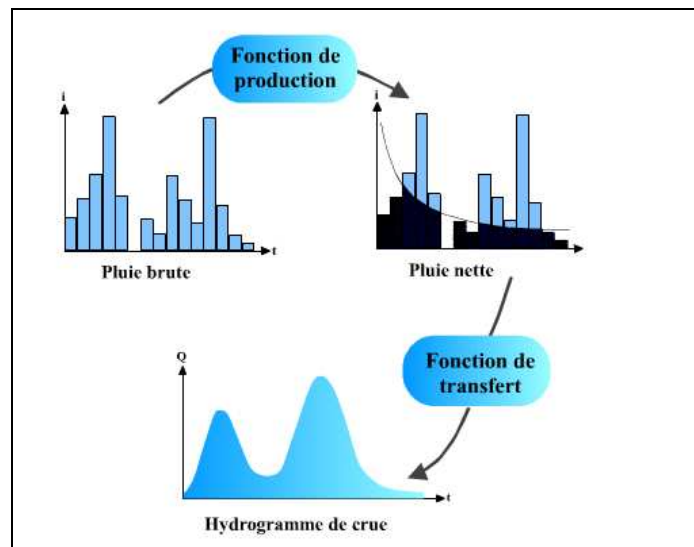 Fonction de
production
i
t
Pluie brute
i
t
Pluie nette
Fonction de
transfert
Q
t
Hydrogramme de crue